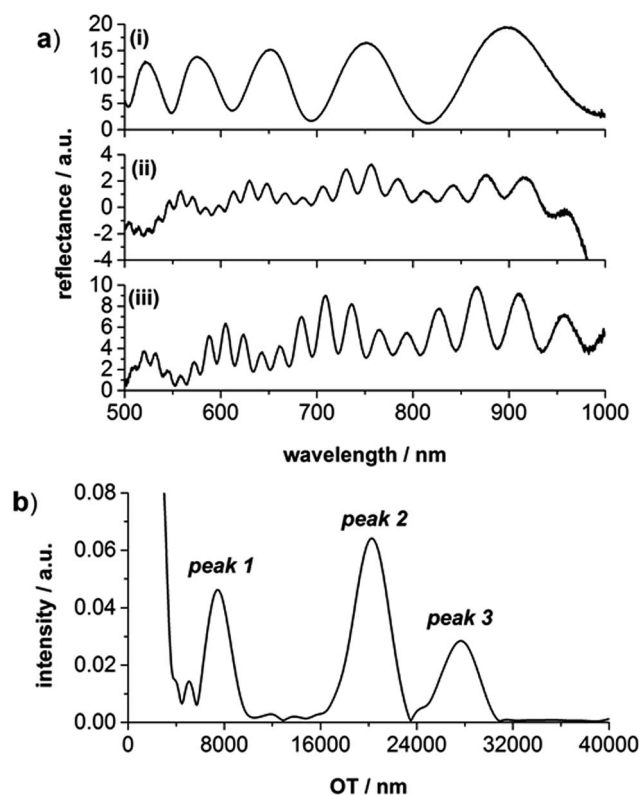 a)
reflectance / a.u.
(i)
20
15
10
5
0
(ii)
4
2
0
-2
-4
(iii)
10
8
6
4
2
0
500 600 700 800 900 1000
wavelength / nm
b)
intensity / a.u.
0.08
0.06
0.04
0.02
0.00
peak 1
peak 2
peak 3
0 8000 16000 24000 32000 40000
OT / nm